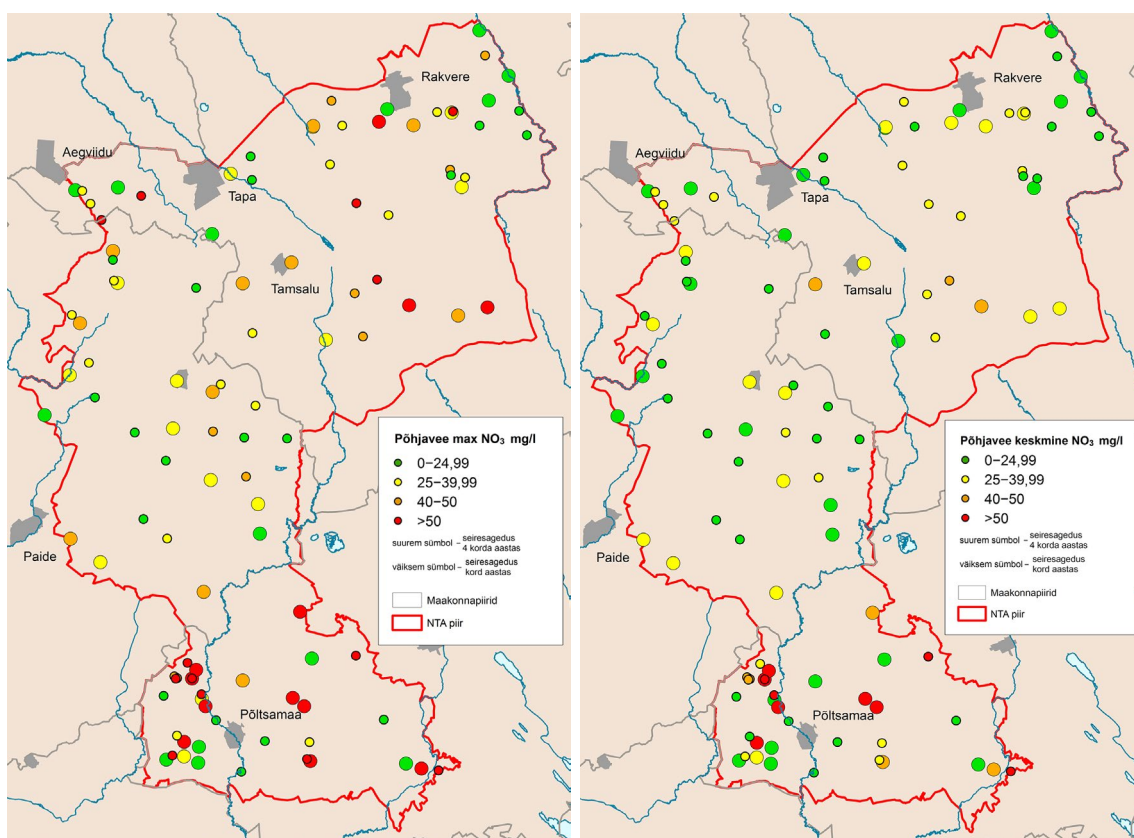 Rakvere
Aegviidu
Tapa
Tamsalu
Paide
Põltsamaa
Põhjavee max NO₃ mg/l
0−24,99
25−39,99
40−50
>50
suurem sümbol − seiresagedus
4 korda aastas
väiksem sümbol − seiresagedus
kord aastas
Maakonnapiirid
NTA piir
Rakvere
Aegviidu
Tapa
Tamsalu
Paide
Põltsamaa
Põhjavee keskmine NO₃ mg/l
0−24,99
25−39,99
40−50
>50
suurem sümbol − seiresagedus
4 korda aastas
väiksem sümbol − seiresagedus
kord aastas
Maakonnapiirid
NTA piir